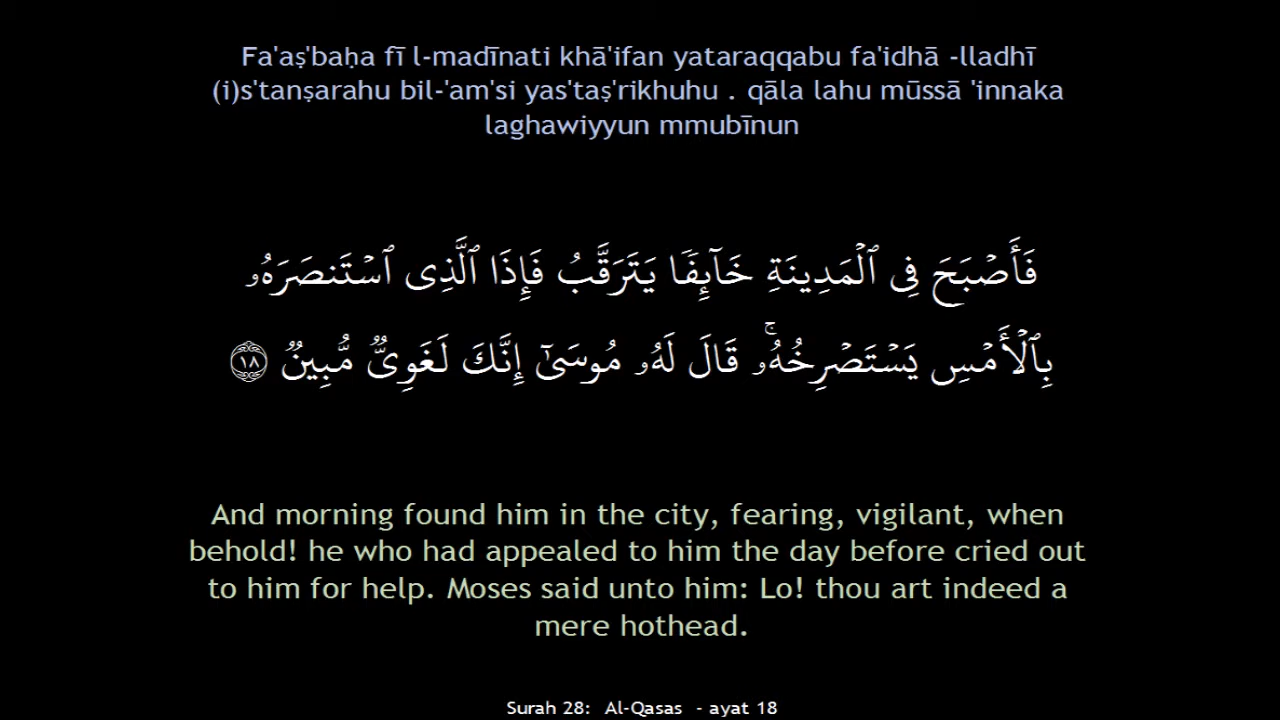 Fa'aṣ'baḥa fī l-madīnati khā'ifan yataraqqabu fa'idhā -lladhī
(i)s'tanṣarahu bil-'am'si yas'taṣ'rikhuhu . qāla lahu mūssā 'innaka
laghawiyyun mmubīnun
فَأَصْبَحَ فِى ٱلْمَدِينَةِ خَآئِفًا يَتَرَقَّبُ فَإِذَا ٱلَّذِى ٱسْتَنصَرَهُۥ
بِٱلْأَمْسِ يَسْتَصْرِخُهُۥ ۚ قَالَ لَهُۥ مُوسَىٰٓ إِنَّكَ لَغَوِىٌّ مُّبِينٌ ١٨
And morning found him in the city, fearing, vigilant, when
behold! he who had appealed to him the day before cried out
to him for help. Moses said unto him: Lo! thou art indeed a
mere hothead.
Surah 28: Al-Qasas - ayat 18